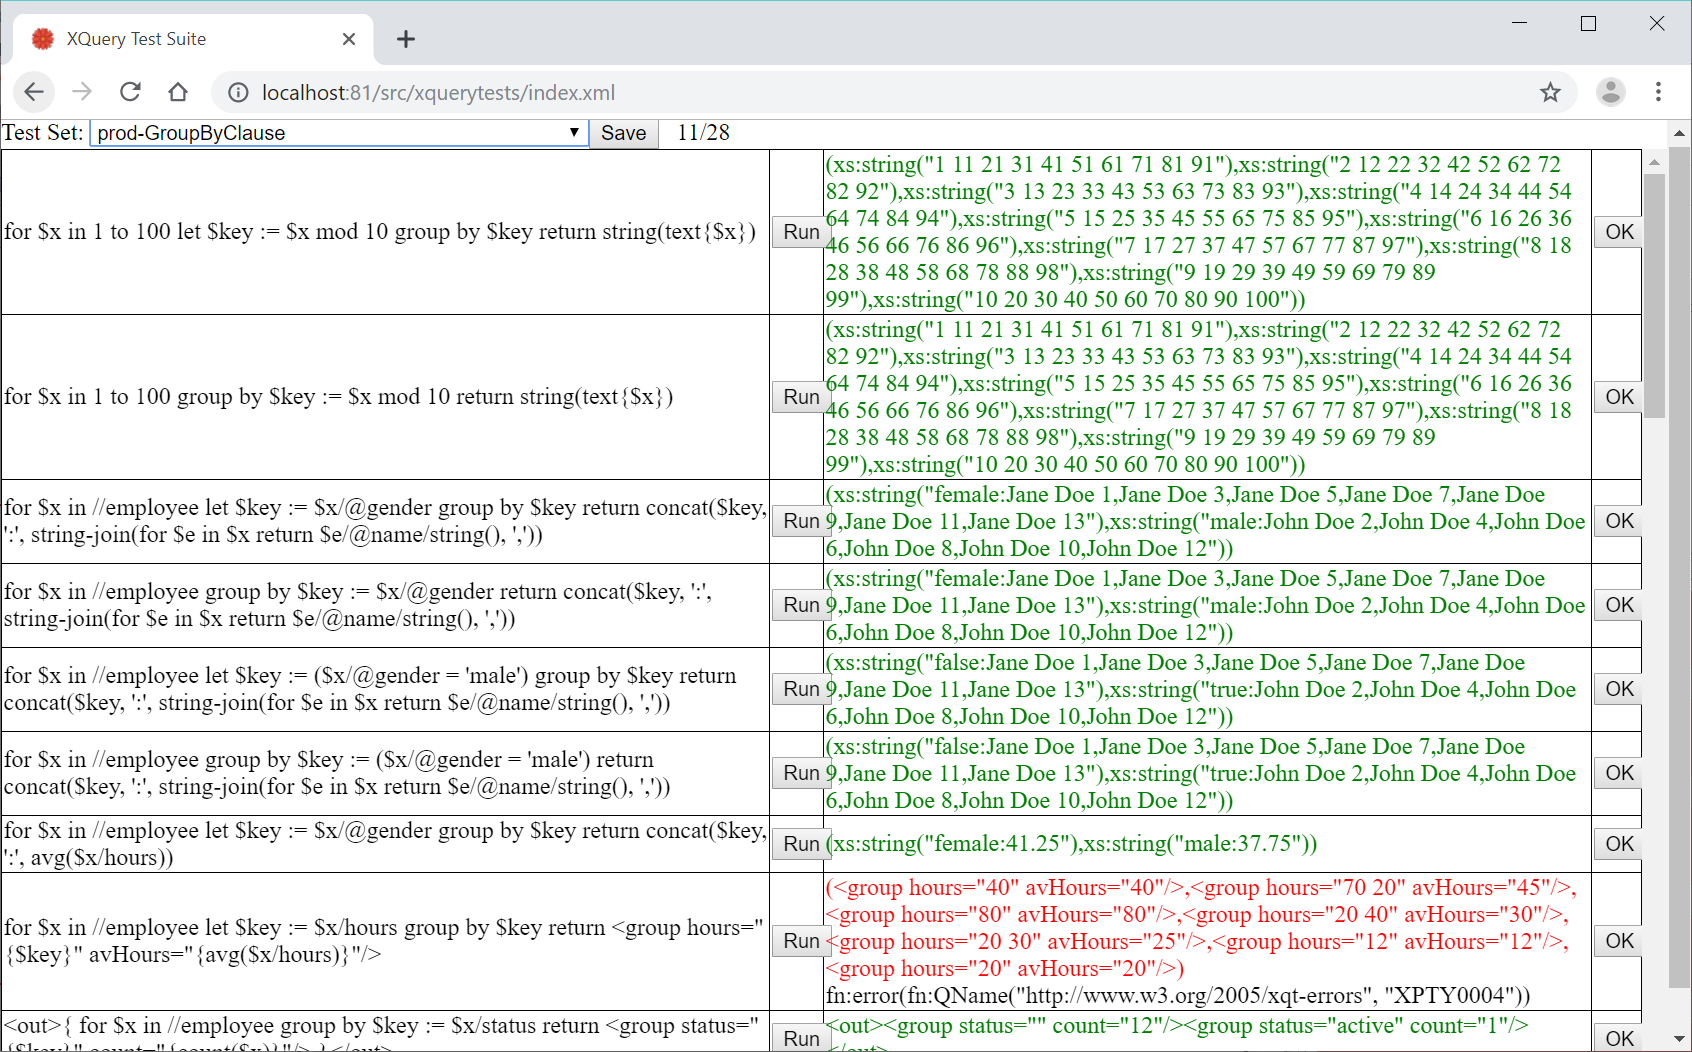 XQuery Test Suite
localhost:81/src/xquerytests/index.xml
Test Set: prod-GroupByClause Save 11/28
for $x in 1 to 100 let $key := $x mod 10 group by $key return string(text{$x})
Run
(xs:string("1 11 21 31 41 51 61 71 81 91"),xs:string("2 12 22 32 42 52 62 72
82 92"),xs:string("3 13 23 33 43 53 63 73 83 93"),xs:string("4 14 24 34 44 54
64 74 84 94"),xs:string("5 15 25 35 45 55 65 75 85 95"),xs:string("6 16 26 36
46 56 66 76 86 96"),xs:string("7 17 27 37 47 57 67 77 87 97"),xs:string("8 18
28 38 48 58 68 78 88 98"),xs:string("9 19 29 39 49 59 69 79 89
99"),xs:string("10 20 30 40 50 60 70 80 90 100"))
OK
for $x in 1 to 100 group by $key := $x mod 10 return string(text{$x})
Run
(xs:string("1 11 21 31 41 51 61 71 81 91"),xs:string("2 12 22 32 42 52 62 72
82 92"),xs:string("3 13 23 33 43 53 63 73 83 93"),xs:string("4 14 24 34 44 54
64 74 84 94"),xs:string("5 15 25 35 45 55 65 75 85 95"),xs:string("6 16 26 36
46 56 66 76 86 96"),xs:string("7 17 27 37 47 57 67 77 87 97"),xs:string("8 18
28 38 48 58 68 78 88 98"),xs:string("9 19 29 39 49 59 69 79 89
99"),xs:string("10 20 30 40 50 60 70 80 90 100"))
OK
for $x in //employee let $key := $x/@gender group by $key return concat($key,
':', string-join(for $e in $x return $e/@name/string(), ','))
Run
(xs:string("female:Jane Doe 1,Jane Doe 3,Jane Doe 5,Jane Doe 7,Jane Doe
9,Jane Doe 11,Jane Doe 13"),xs:string("male:John Doe 2,John Doe 4,John Doe
6,John Doe 8,John Doe 10,John Doe 12"))
OK
for $x in //employee group by $key := $x/@gender return concat($key, ':',
string-join(for $e in $x return $e/@name/string(), ','))
Run
(xs:string("female:Jane Doe 1,Jane Doe 3,Jane Doe 5,Jane Doe 7,Jane Doe
9,Jane Doe 11,Jane Doe 13"),xs:string("male:John Doe 2,John Doe 4,John Doe
6,John Doe 8,John Doe 10,John Doe 12"))
OK
for $x in //employee let $key := ($x/@gender = 'male') group by $key return
concat($key, ':', string-join(for $e in $x return $e/@name/string(), ','))
Run
(xs:string("false:Jane Doe 1,Jane Doe 3,Jane Doe 5,Jane Doe 7,Jane Doe
9,Jane Doe 11,Jane Doe 13"),xs:string("true:John Doe 2,John Doe 4,John Doe
6,John Doe 8,John Doe 10,John Doe 12"))
OK
for $x in //employee group by $key := ($x/@gender = 'male') return
concat($key, ':', string-join(for $e in $x return $e/@name/string(), ','))
Run
(xs:string("false:Jane Doe 1,Jane Doe 3,Jane Doe 5,Jane Doe 7,Jane Doe
9,Jane Doe 11,Jane Doe 13"),xs:string("true:John Doe 2,John Doe 4,John Doe
6,John Doe 8,John Doe 10,John Doe 12"))
OK
for $x in //employee let $key := $x/@gender group by $key return concat($key,
':', avg($x/hours))
Run
(xs:string("female:41.25"),xs:string("male:37.75"))
OK
for $x in //employee let $key := $x/hours group by $key return <group hours="
{$key}" avHours="{avg($x/hours)}"/>
Run
(<group hours="40" avHours="40"/>,<group hours="70 20" avHours="45"/>,
<group hours="80" avHours="80"/>,<group hours="20 40" avHours="30"/>,
<group hours="20 30" avHours="25"/>,<group hours="12" avHours="12"/>,
<group hours="20" avHours="20"/>)
fn:error(fn:QName("http://www.w3.org/2005/xqt-errors", "XPTY0004"))
OK
<out>{ for $x in //employee group by $key := $x/status return <group status="
{$key}" count="{count($x)}"/> }</out>
Run
<out><group status="" count="12"/><group status="active" count="1"/>
</out>
OK